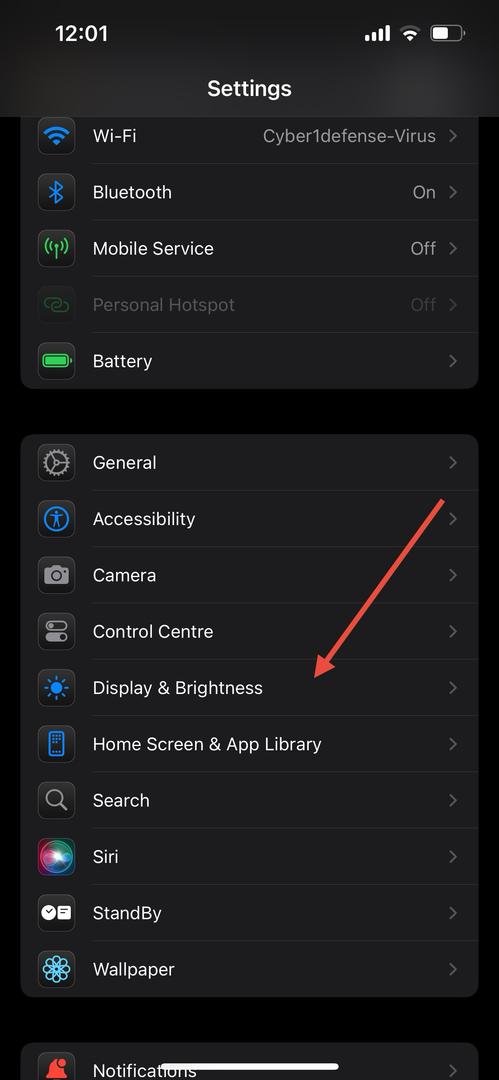 12:01
Settings
Wi-Fi Cyber1defense-Virus
Bluetooth On
Mobile Service Off
Personal Hotspot Off
Battery
General
Accessibility
Camera
Control Centre
Display & Brightness
Home Screen & App Library
Search
Siri
StandBy
Wallpaper
Notifications